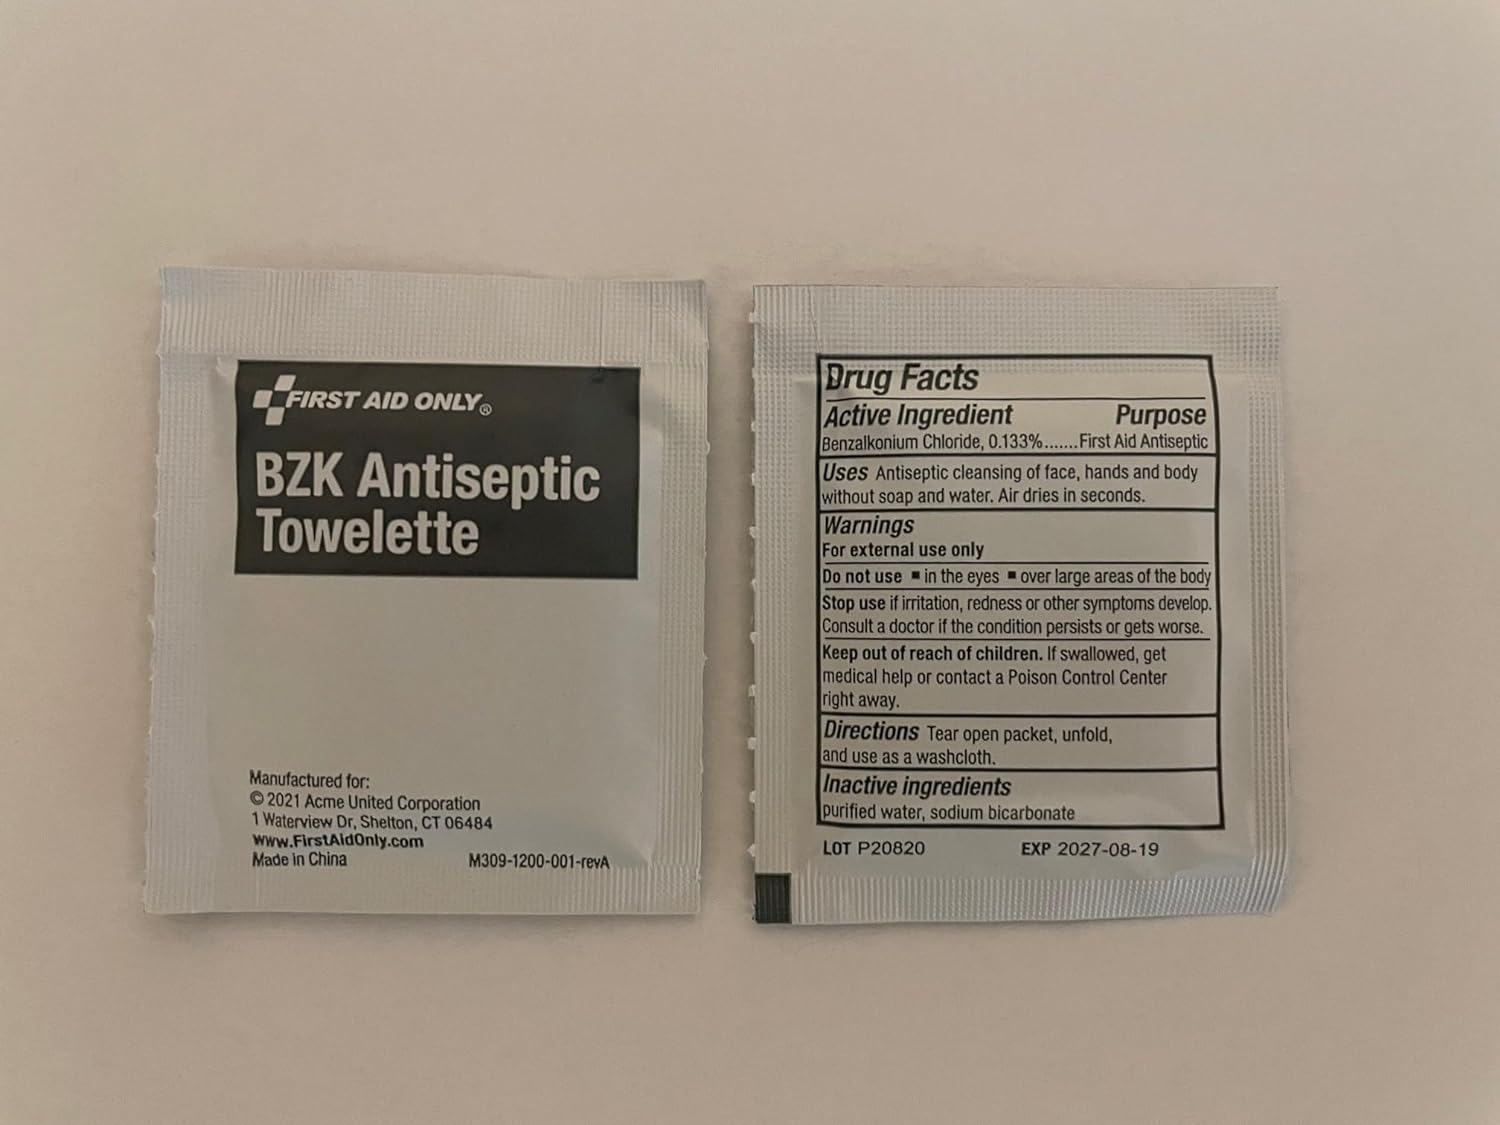 FIRST AID ONLY®
BZK Antiseptic
Towelette
Manufactured for:
© 2021 Acme United Corporation
1 Waterview Dr, Shelton, CT 06484
www.FirstAidOnly.com
Made in China M309-1200-001-revA
Drug Facts
Active Ingredient Purpose
Benzalkonium Chloride, 0.133%.......First Aid Antiseptic
Uses Antiseptic cleansing of face, hands and body
without soap and water. Air dries in seconds.
Warnings
For external use only
Do not use ▪ in the eyes ▪ over large areas of the body
Stop use if irritation, redness or other symptoms develop.
Consult a doctor if the condition persists or gets worse.
Keep out of reach of children. If swallowed, get
medical help or contact a Poison Control Center
right away.
Directions Tear open packet, unfold,
and use as a washcloth.
Inactive ingredients
purified water, sodium bicarbonate
LOT P20820 EXP 2027-08-19